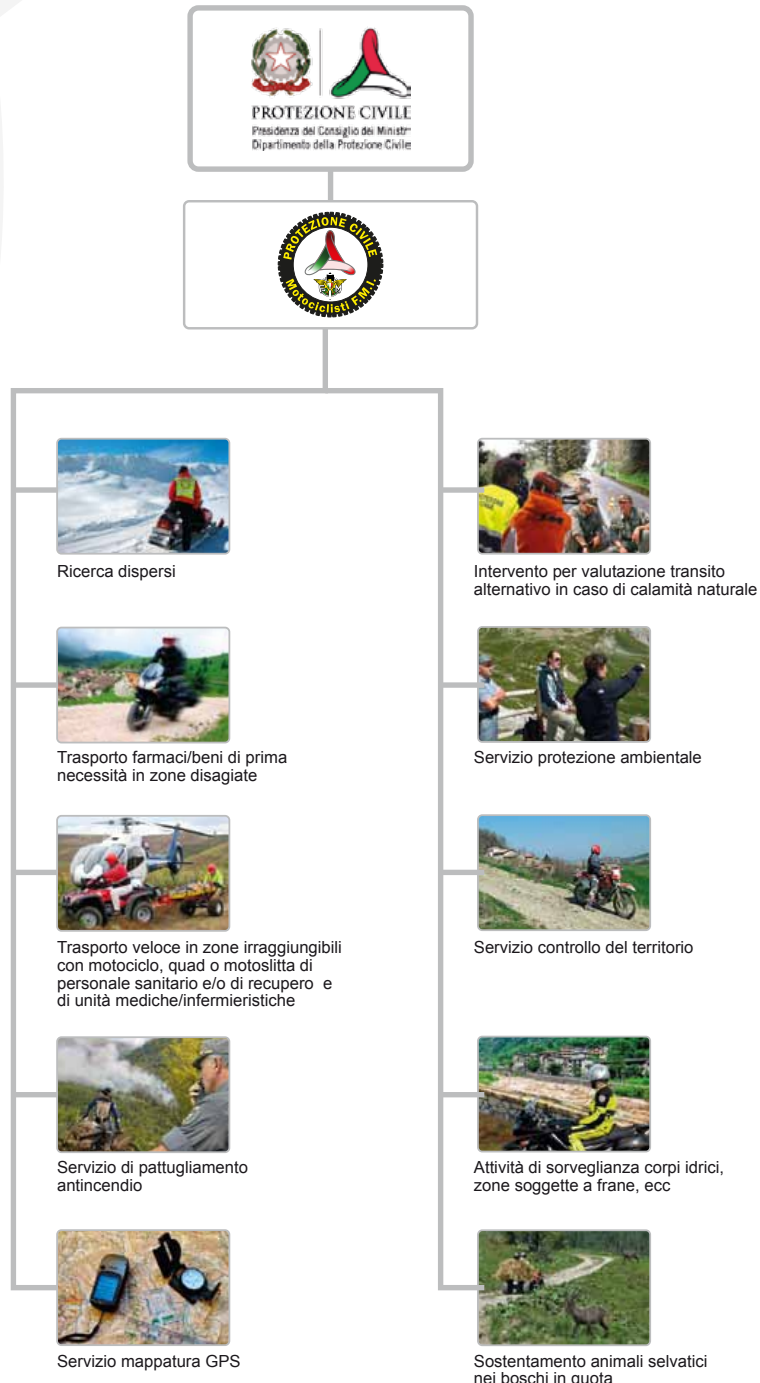 PROTEZIONE CIVILE
Presidenza del Consiglio dei Ministr
Dipartimento della Protezione Civile
PROTEZIONE CIVILE
Motociclisti F.M.I.
Ricerca dispersi
Trasporto farmaci/beni di prima
necessità in zone disagiate
Trasporto veloce in zone irraggiungibili
con motociclo, quad o motoslitta di
personale sanitario e/o di recupero e
di unità mediche/infermieristiche
Servizio di pattugliamento
antincendio
Servizio mappatura GPS
Intervento per valutazione transito
alternativo in caso di calamità naturale
Servizio protezione ambientale
Servizio controllo del territorio
Attività di sorveglianza corpi idrici,
zone soggette a frane, ecc
Sostentamento animali selvatici
nei boschi in quota